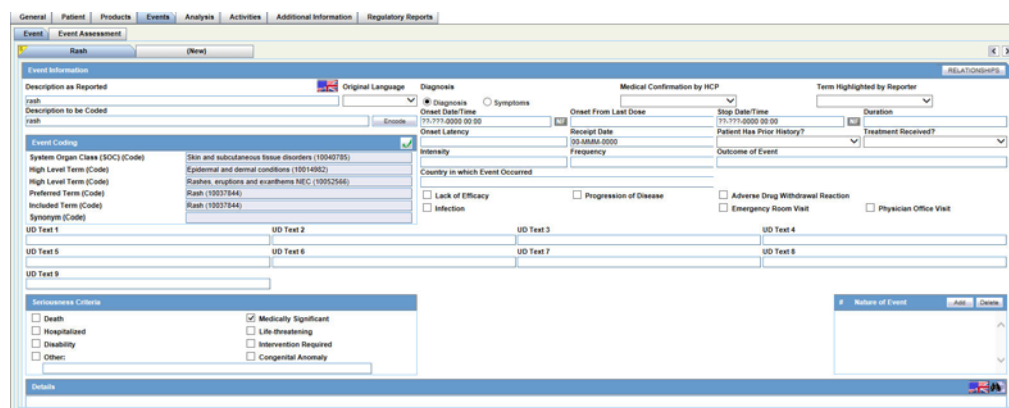 General Patient Products Events Analysis Activities Additional Information Regulatory Reports
Event Event Assessment
Rash (New)
Event Information RELATIONSHIPS
Description as Reported Original Language Diagnosis Medical Confirmation by HCP Term Highlighted by Reporter
rash Diagnosis Symptoms
Description to be Coded Onset Date/Time Onset From Last Dose Stop Date/Time Duration
rash Encode ??-???-0000 00:00 ??-???-0000 00:00
Onset Latency Receipt Date Patient Has Prior History? Treatment Received?
Event Coding 00-MMM-0000
Intensity Frequency Outcome of Event
System Organ Class (SOC) (Code) Skin and subcutaneous tissue disorders (10040785)
High Level Term (Code) Epidermal and dermal conditions (10014982)
Country in which Event Occurred
High Level Term (Code) Rashes, eruptions and exanthems NEC (10052566)
Preferred Term (Code) Rash (10037844)
Lack of Efficacy Progression of Disease Adverse Drug Withdrawal Reaction
Included Term (Code) Rash (10037844)
Infection Emergency Room Visit Physician Office Visit
Synonym (Code)
UD Text 1 UD Text 2 UD Text 3 UD Text 4
UD Text 5 UD Text 6 UD Text 7 UD Text 8
UD Text 9
Seriousness Criteria # Nature of Event Add Delete
Death Medically Significant
Hospitalized Life-threatening
Disability Intervention Required
Other: Congenital Anomaly
Details